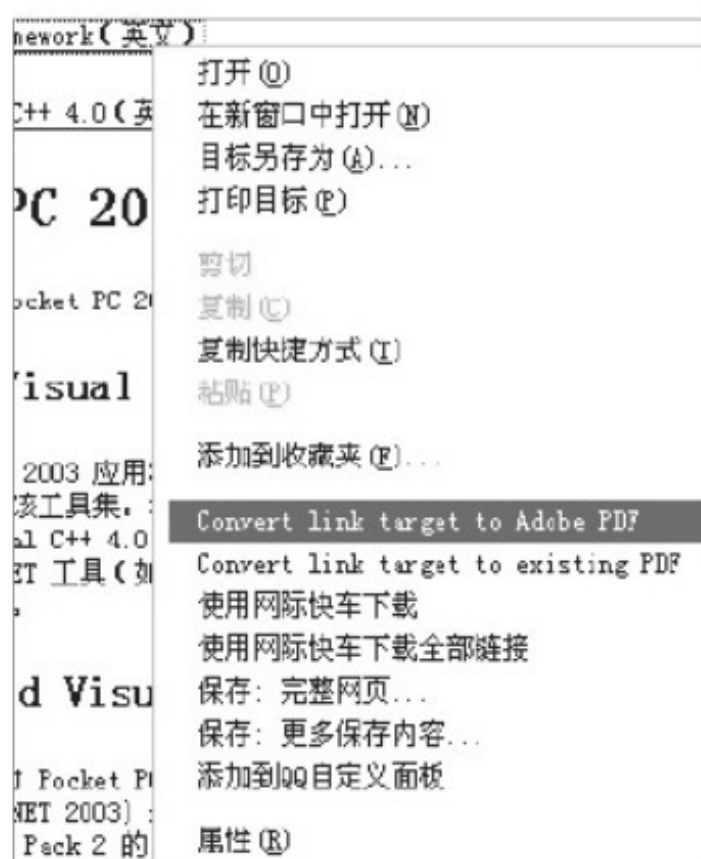 nework(英文)
打开(O)
C++ 4.0(英
在新窗口中打开(N)
目标另存为(A)...
PC 20
打印目标(P)
剪切
ocket PC 20
复制(C)
复制快捷方式(T)
isual
粘贴(P)
添加到收藏夹(F)...
2003 应用
该工具集。
Convert link target to Adobe PDF
al C++ 4.0
Convert link target to existing PDF
ET 工具(如
使用网际快车下载
使用网际快车下载全部链接
d Visu
保存: 完整网页...
保存: 更多保存内容...
Pocket P
添加到QQ自定义面板
NET 2003)
Pack 2 的
属性(R)